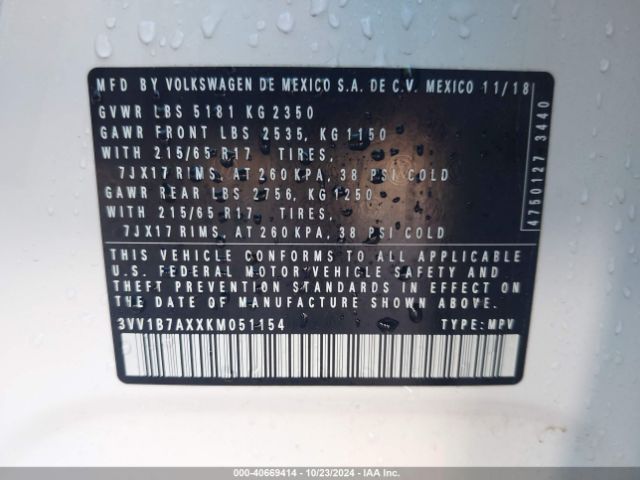 MFD BY VOLKSWAGEN DE MEXICO S.A. DE C.V. MEXICO 11/18
GVWR LBS 5181 KG 2350
GAWR FRONT LBS 2535, KG 1150
WITH 215/65 R17 TIRES,
7JX17 RIMS, AT 260 KPA, 38 PSI COLD
GAWR REAR LBS 2756, KG 1250
WITH 215/65 R17 TIRES,
7JX17 RIMS, AT 260 KPA, 38 PSI COLD
THIS VEHICLE CONFORMS TO ALL APPLICABLE
U.S. FEDERAL MOTOR VEHICLE SAFETY AND
THEFT PREVENTION STANDARDS IN EFFECT ON
THE DATE OF MANUFACTURE SHOWN ABOVE.
3VV1B7AXXKM051154 TYPE: MPV
4750127 3440
000-40669414 | 10/23/2024 | IAAI.COM